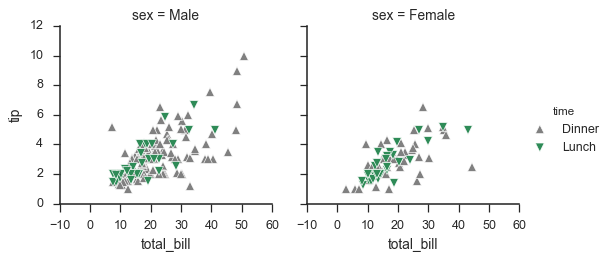 sex = Male
sex = Female
12
10
8
6
4
2
0
tip
-10 0 10 20 30 40 50 60
-10 0 10 20 30 40 50 60
total_bill
total_bill
time
Dinner
Lunch